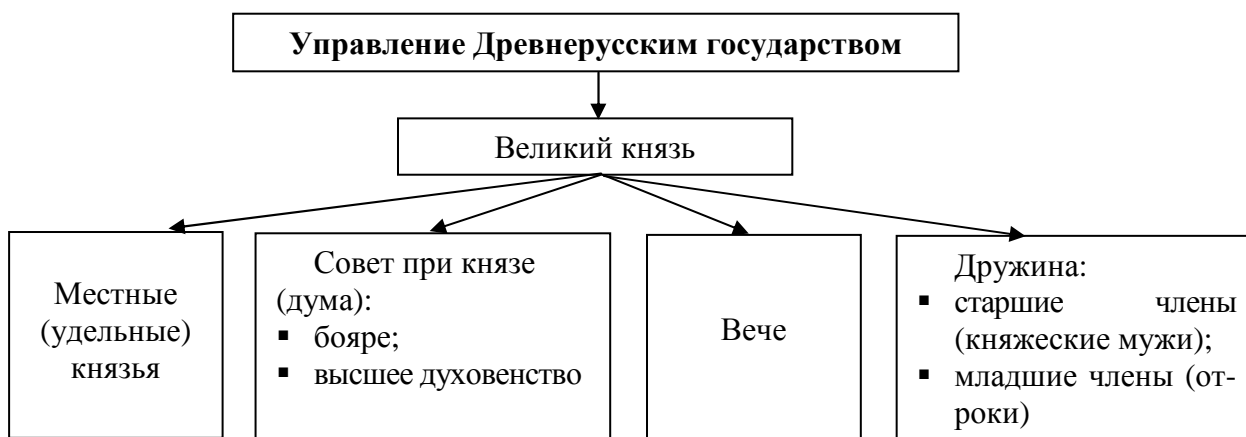 Управление Древнерусским государством
Великий князь
Местные
(удельные)
князья
Совет при князе
(дума):
▪ бояре;
▪ высшее духовенство
Вече
Дружина:
▪ старшие члены
(княжеские мужи);
▪ младшие члены (от-
роки)